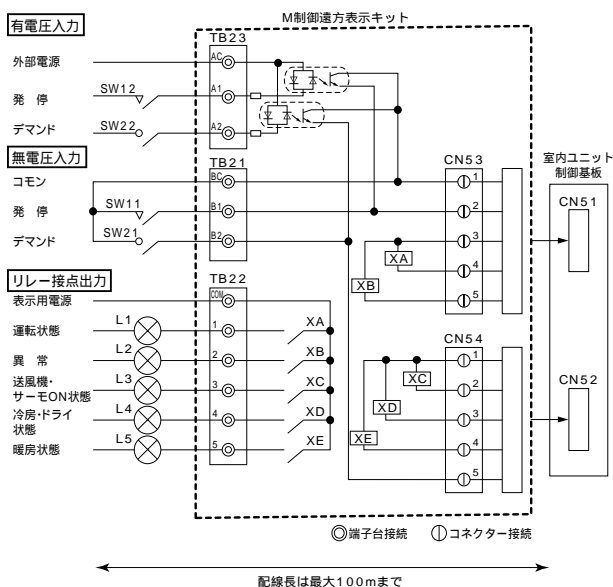 M制御遠方表示キット
有電圧入力
TB23
外部電源
AC
発 停
SW12
A1
デマンド
SW22
A2
無電圧入力
TB21
CN53
室内ユニット
制御基板
コモン
BC
1
CN51
発 停
SW11
B1
2
デマンド
SW21
B2
3
XA
4
XB
5
リレー接点出力
TB22
表示用電源
COM
運転状態
L1
1
XA
CN54
異 常
L2
2
XB
1
XC
2
送風機・
サーモON状態
L3
3
XC
CN52
XD
3
冷房・ドライ
状態
L4
4
XD
XE
4
暖房状態
L5
5
XE
5
端子台接続
コネクター接続
配線長は最大100mまで